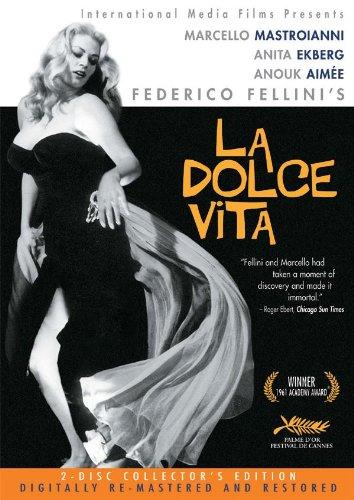 International Media Films Presents
MARCELLO MASTROIANNI
ANITA EKBERG
ANOUK AIMÉE
FEDERICO FELLINI'S
LA
DOLCE
ViTA
"Fellini and Marcello had
taken a moment of
discovery and made it
immortal."
– Roger Ebert, Chicago Sun Times
WINNER
1961 ACADEMY AWARD
PALME D'OR
FESTIVAL DE CANNES
2-DISC COLLECTOR'S EDITION
DIGITALLY RE-MASTERED AND RESTORED